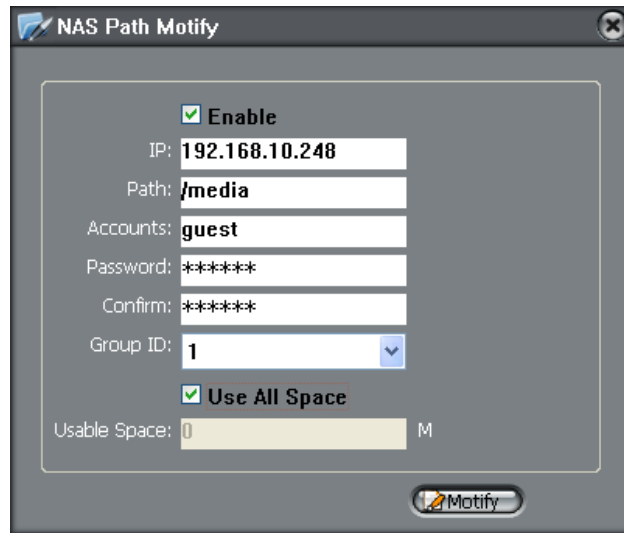 NAS Path Motify
Enable
IP: 192.168.10.248
Path: /media
Accounts: guest
Password: ******
Confirm: ******
Group ID: 1
Use All Space
Usable Space: 0 M
Motify